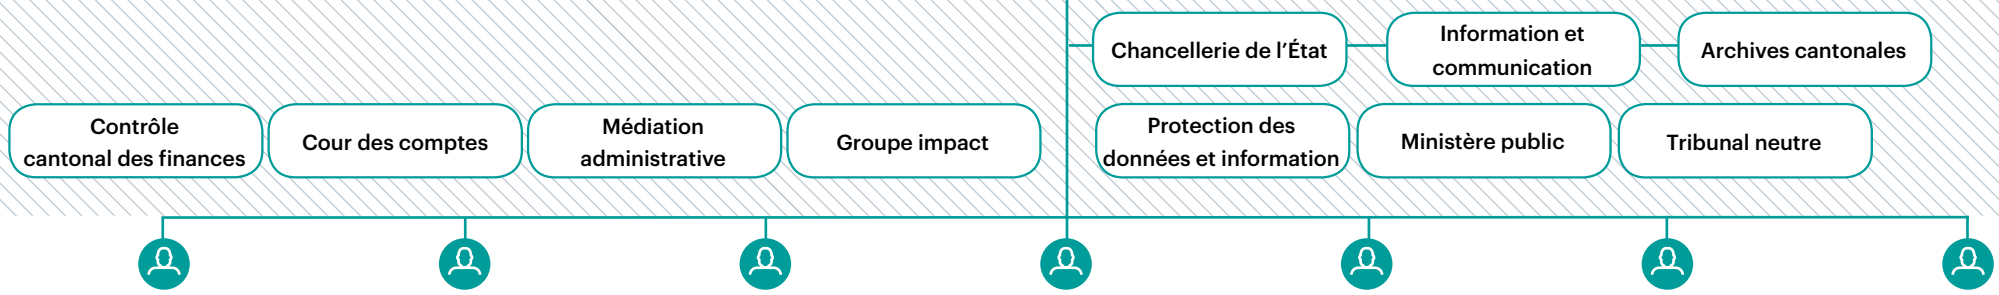 Chancellerie de l’État
Information et
communication
Archives cantonales
Contrôle
cantonal des finances
Cour des comptes
Médiation
administrative
Groupe impact
Protection des
données et information
Ministère public
Tribunal neutre